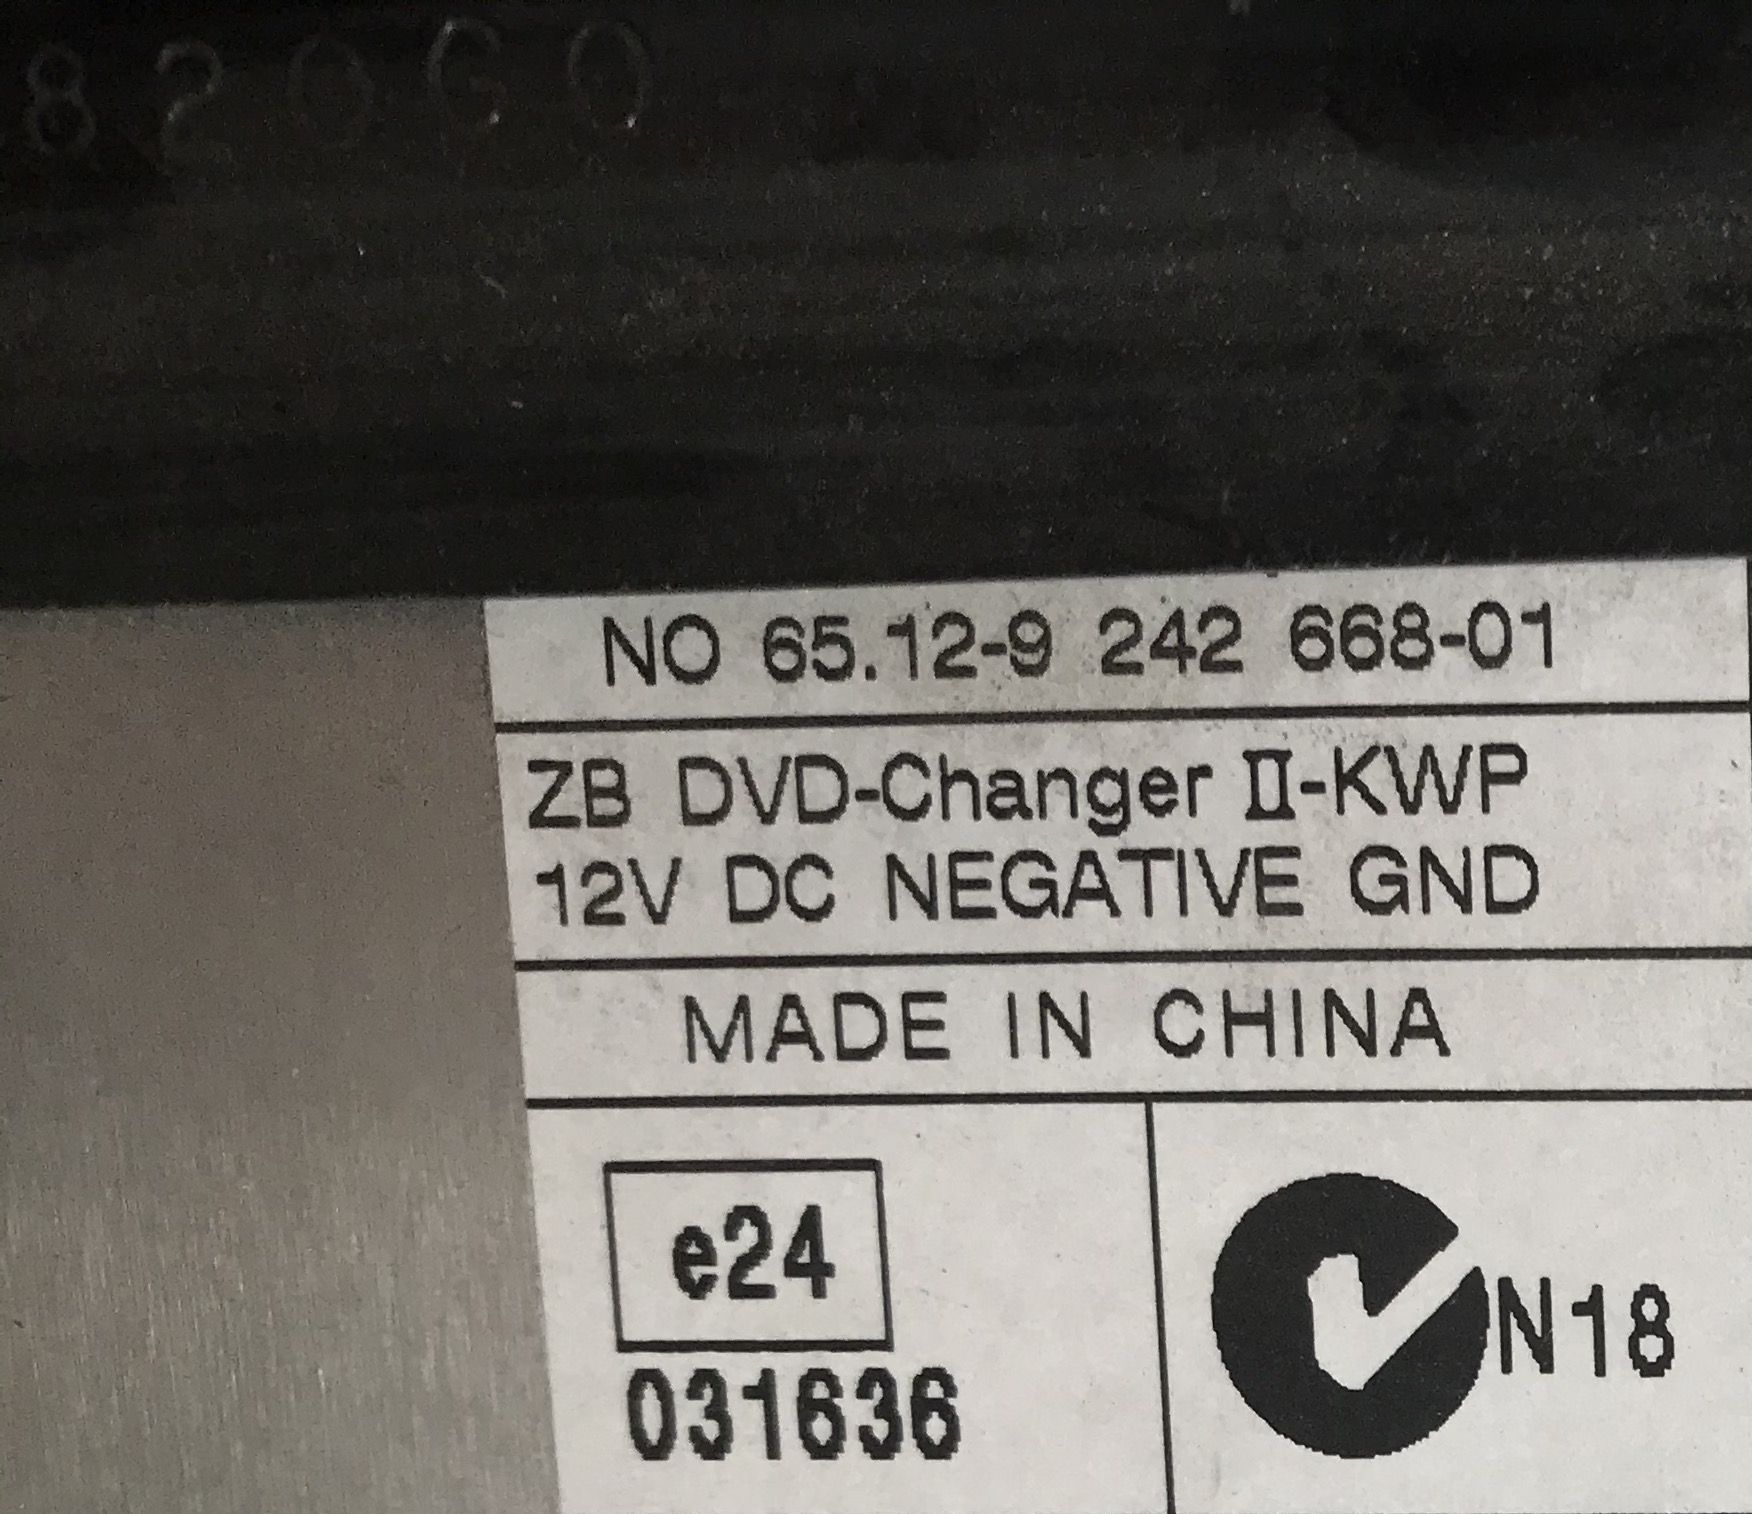 820G0
NO 65.12-9 242 668-01
ZB DVD-Changer II-KWP
12V DC NEGATIVE GND
MADE IN CHINA
e24
031636
N18